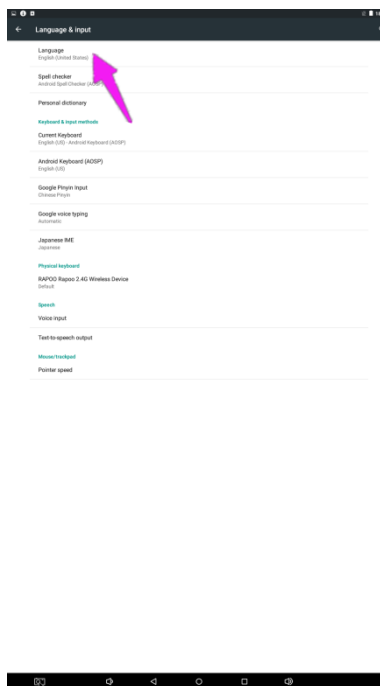 Language & input
Language
English (United States)
Spell checker
Android Spell Checker
Personal dictionary
Keyboard & input methods
Current Keyboard
English (US) - Android Keyboard (AOSP)
Android Keyboard (AOSP)
English (US)
Google Pinyin Input
Chinese Pinyin
Google voice typing
Automatic
Japanese IME
Japanese
Physical keyboard
RAPOO Rapoo 2.4G Wireless Device
Default
Speech
Voice input
Text-to-speech output
Mouse/trackpad
Pointer speed